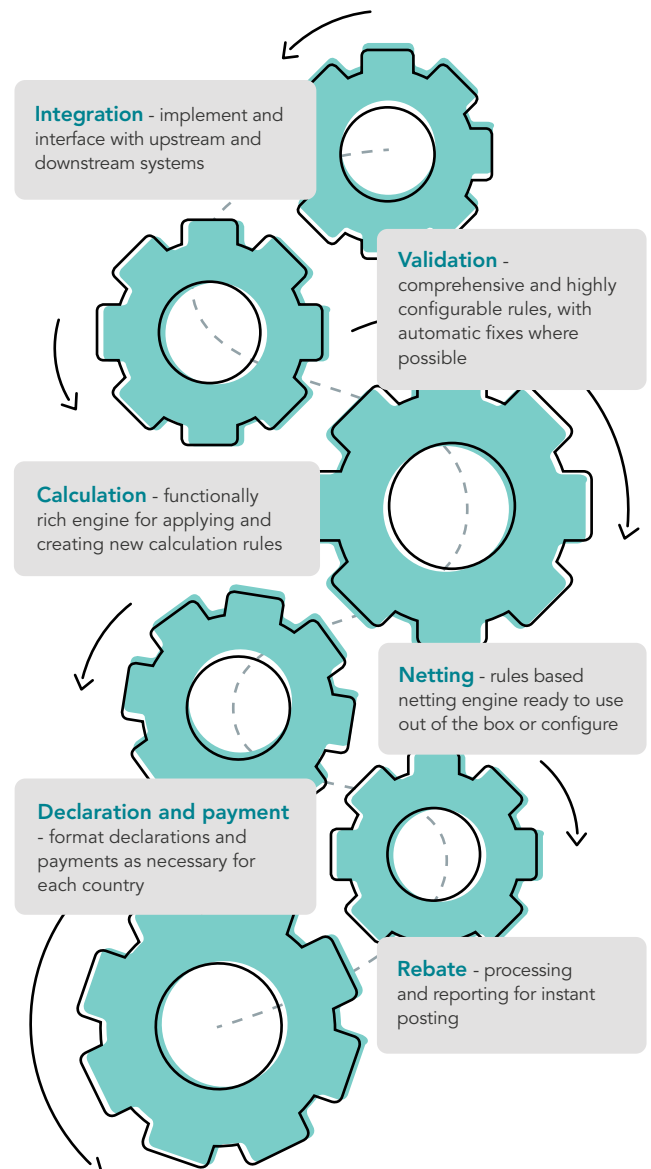 Integration - implement and
interface with upstream and
downstream systems
Validation -
comprehensive and highly
configurable rules, with
automatic fixes where
possible
Calculation - functionally
rich engine for applying and
creating new calculation rules
Netting - rules based
netting engine ready to use
out of the box or configure
Declaration and payment
- format declarations and
payments as necessary for
each country
Rebate - processing
and reporting for instant
posting